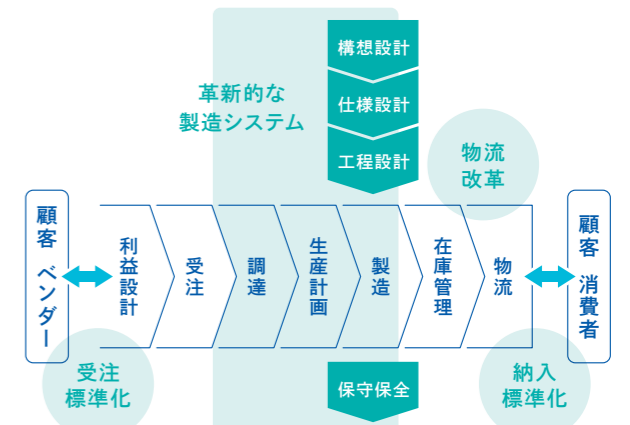 構想設計
仕様設計
工程設計
革新的な
製造システム
物流
改革
顧客 ベンダー
利益設計
受注
調達
生産計画
製造
在庫管理
物流
顧客 消費者
受注
標準化
保守保全
納入
標準化